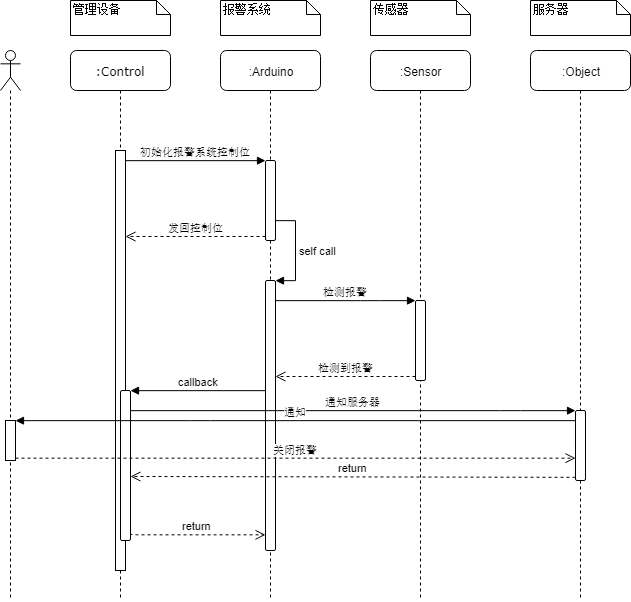 管理设备
报警系统
传感器
服务器
:Control
:Arduino
:Sensor
:Object
初始化报警系统控制位
发回控制位
self call
检测报警
检测到报警
callback
通知服务器
通知
关闭报警
return
return